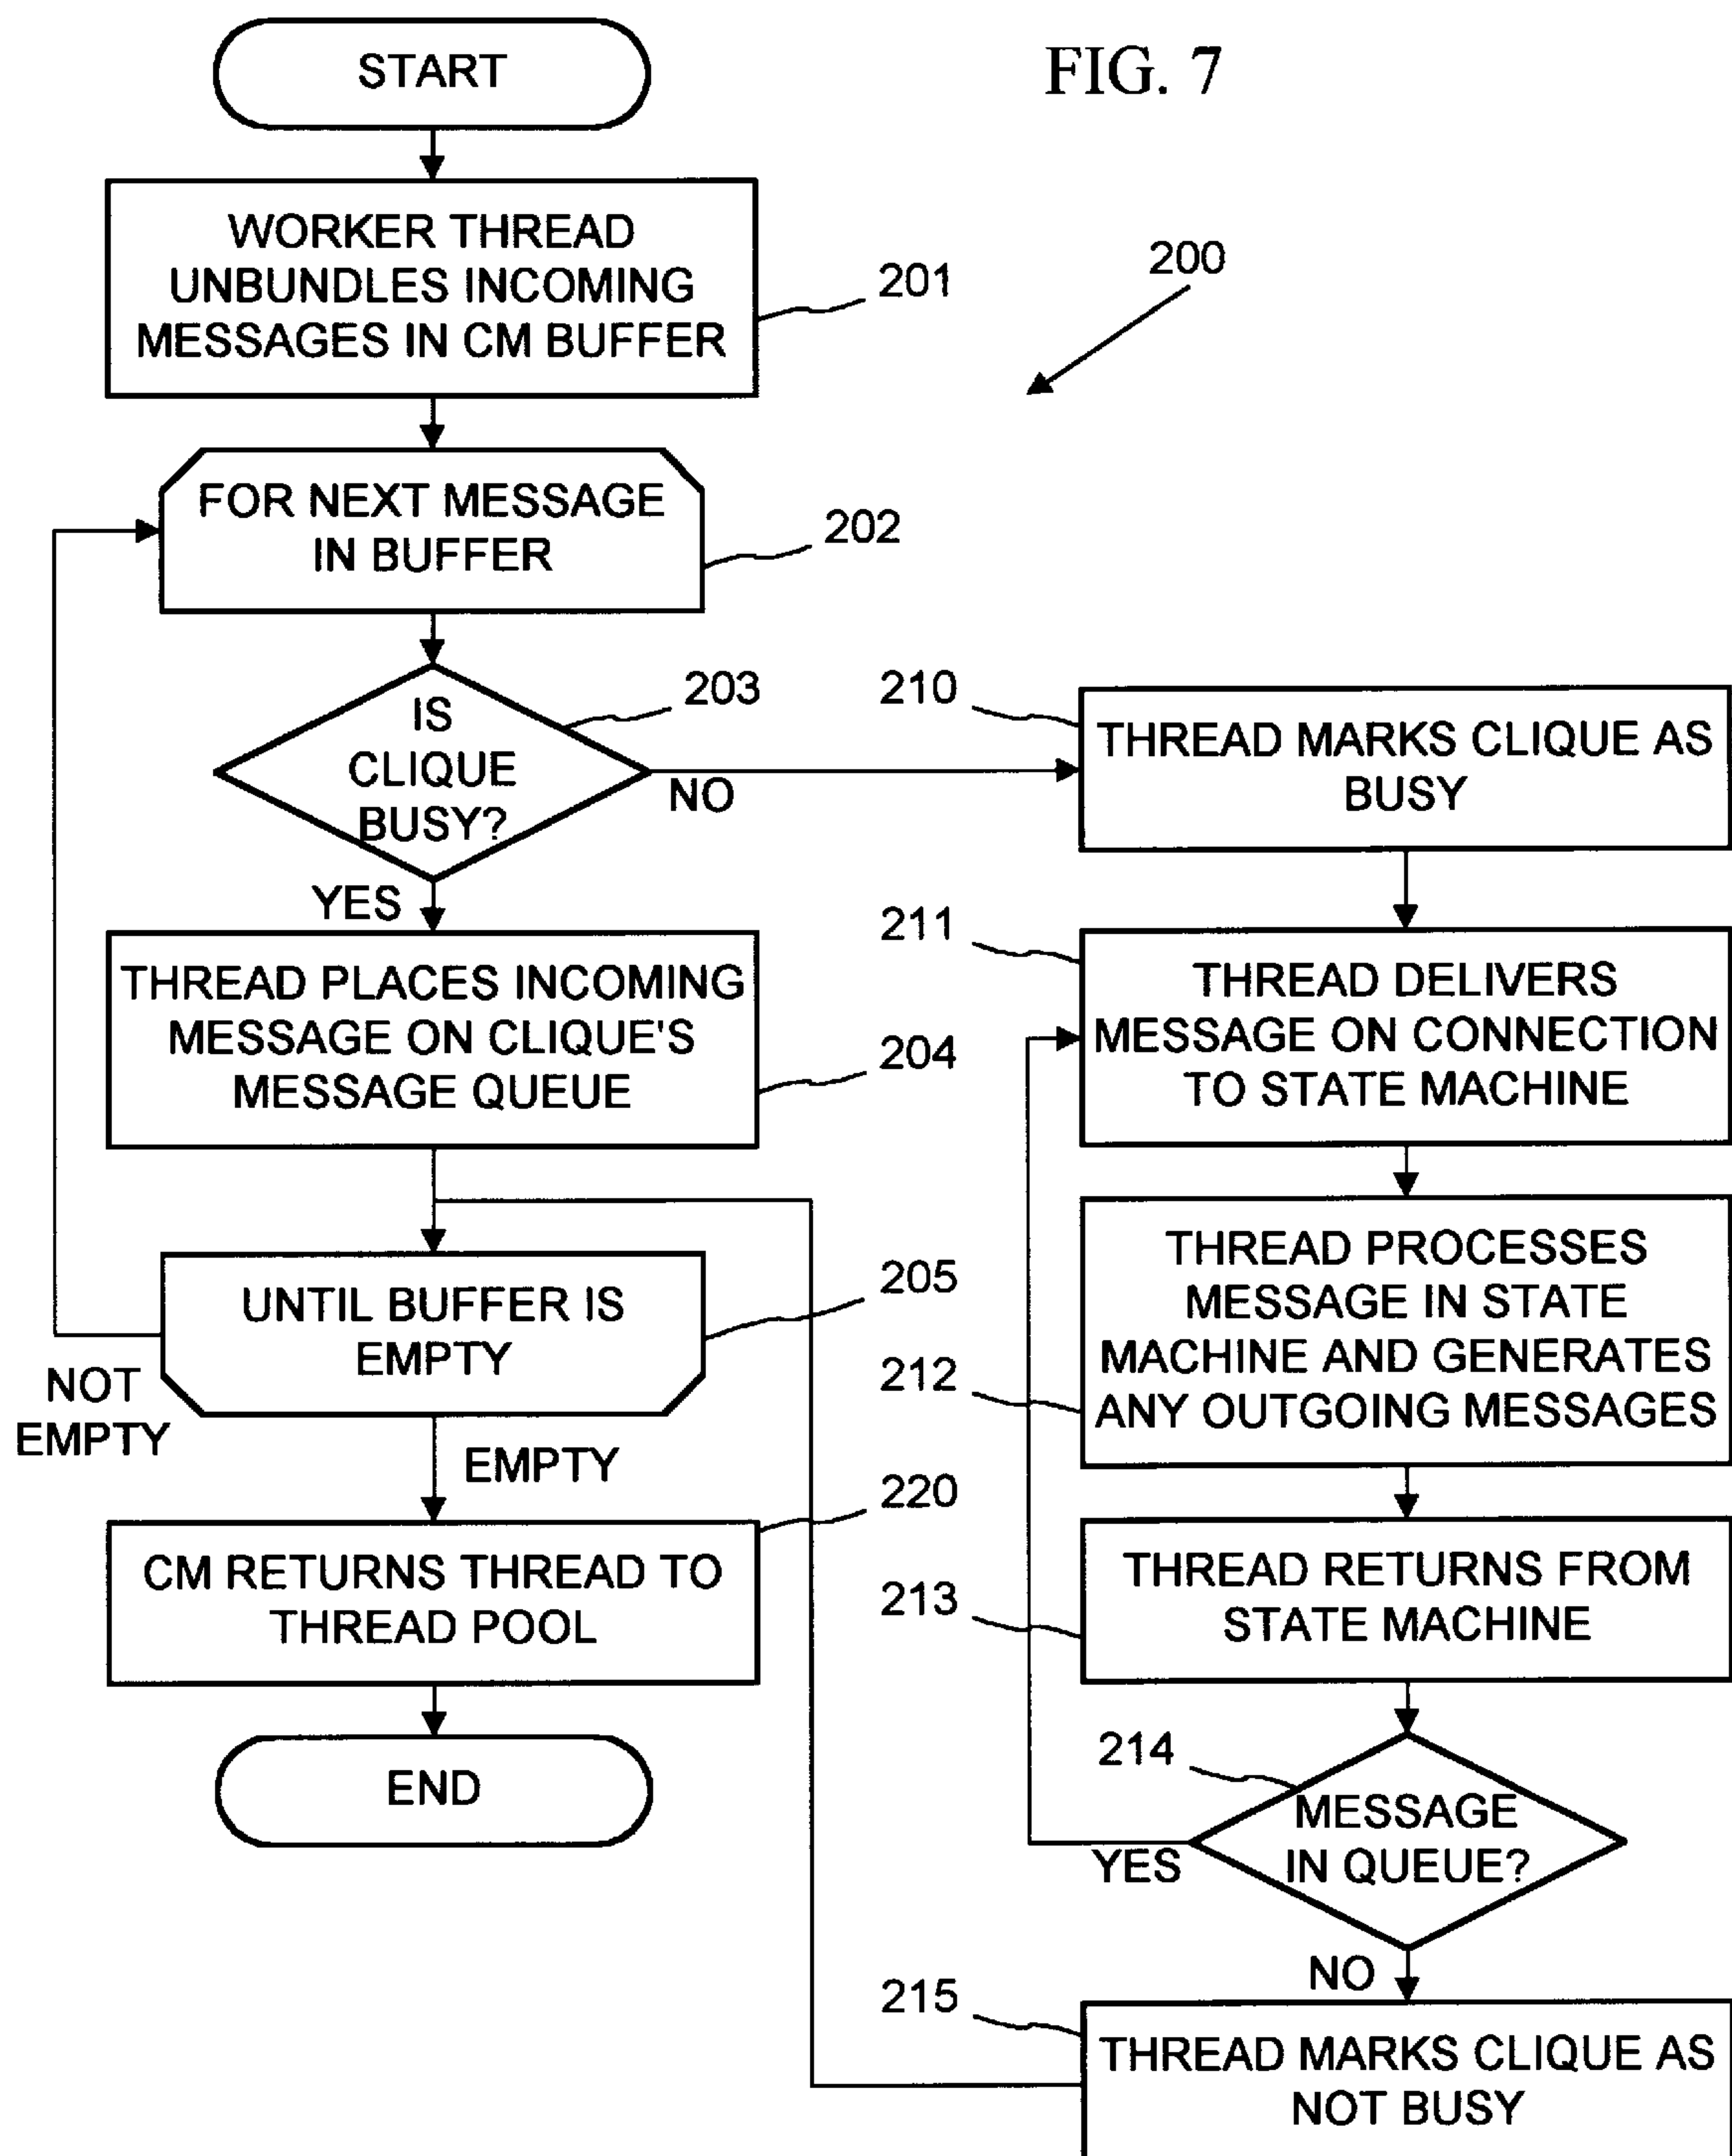 START
FIG. 7
WORKER THREAD
UNBUNDLES INCOMING
MESSAGES IN CM BUFFER
201
200
FOR NEXT MESSAGE
IN BUFFER
202
IS
CLIQUE
BUSY?
203
NO
YES
THREAD PLACES INCOMING
MESSAGE ON CLIQUE'S
MESSAGE QUEUE
204
UNTIL BUFFER IS
EMPTY
205
NOT
EMPTY
EMPTY
CM RETURNS THREAD TO
THREAD POOL
220
END
210
THREAD MARKS CLIQUE AS
BUSY
211
THREAD DELIVERS
MESSAGE ON CONNECTION
TO STATE MACHINE
THREAD PROCESSES
MESSAGE IN STATE
MACHINE AND GENERATES
ANY OUTGOING MESSAGES
212
THREAD RETURNS FROM
STATE MACHINE
213
214
MESSAGE
IN QUEUE?
YES
NO
215
THREAD MARKS CLIQUE AS
NOT BUSY